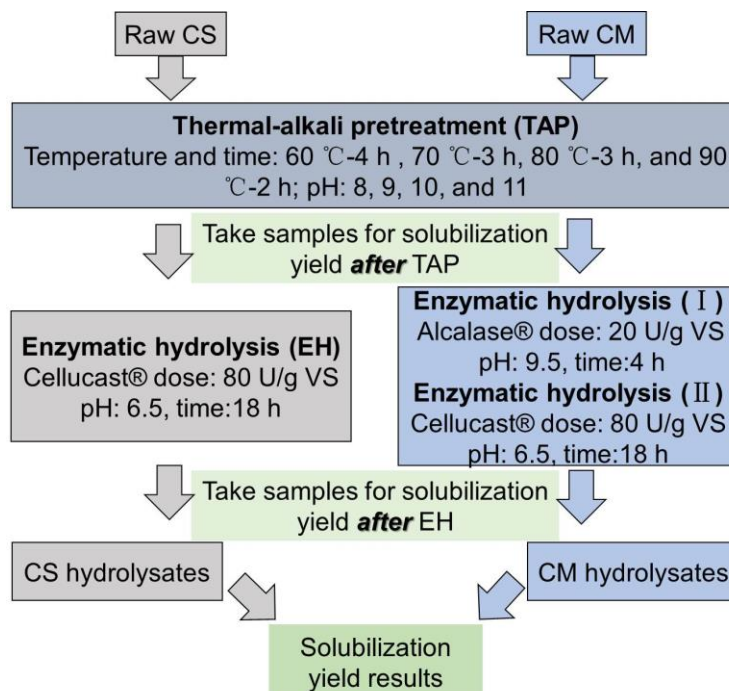 Raw CS
Raw CM
Thermal-alkali pretreatment (TAP)
Temperature and time: 60 ℃-4 h , 70 ℃-3 h, 80 ℃-3 h, and 90
℃-2 h; pH: 8, 9, 10, and 11
Take samples for solubilization
yield after TAP
Enzymatic hydrolysis (EH)
Cellucast® dose: 80 U/g VS
pH: 6.5, time:18 h
Enzymatic hydrolysis (Ⅰ)
Alcalase® dose: 20 U/g VS
pH: 9.5, time:4 h
Enzymatic hydrolysis (Ⅱ)
Cellucast® dose: 80 U/g VS
pH: 6.5, time:18 h
Take samples for solubilization
yield after EH
CS hydrolysates
CM hydrolysates
Solubilization
yield results